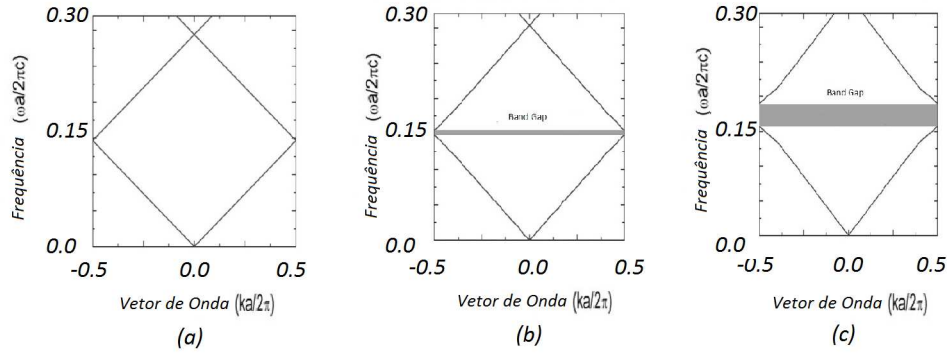 Frequência (ωa/2πc)
0.30
0.15
0.0
-0.5 0.0 0.5
Vetor de Onda (ka/2π)
(a)
Frequência (ωa/2πc)
0.30
0.15
0.0
Band Gap
-0.5 0.0 0.5
Vetor de Onda (ka/2π)
(b)
Frequência (ωa/2πc)
0.30
0.15
0.0
Band Gap
-0.5 0.0 0.5
Vetor de Onda (ka/2π)
(c)